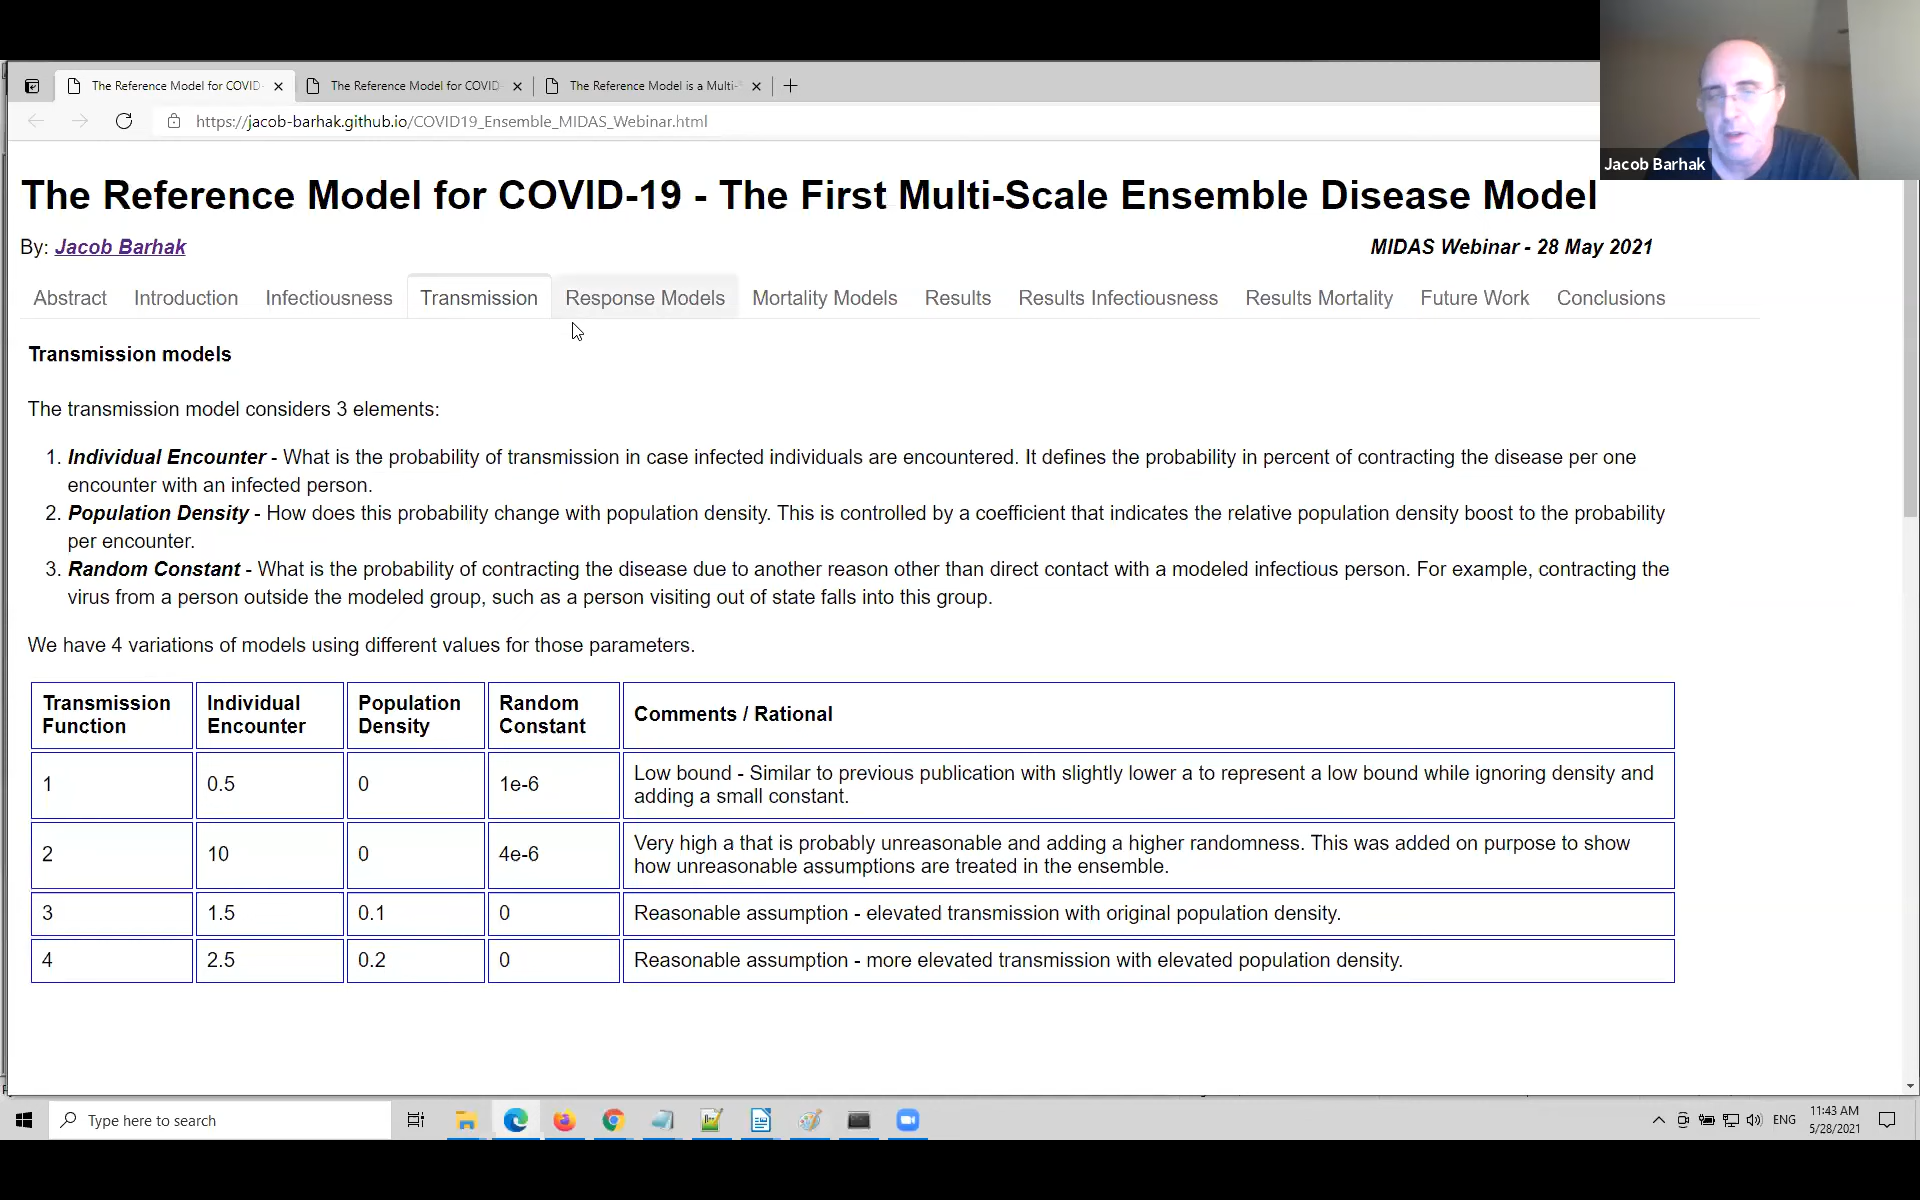 The Reference Model for COVID
The Reference Model for COVID
The Reference Model is a Multi-
https://jacob-barhak.github.io/COVID19_Ensemble_MIDAS_Webinar.html
Jacob Barhak
The Reference Model for COVID-19 - The First Multi-Scale Ensemble Disease Model
By: Jacob Barhak
MIDAS Webinar - 28 May 2021
Abstract Introduction Infectiousness Transmission Response Models Mortality Models Results Results Infectiousness Results Mortality Future Work Conclusions
Transmission models
The transmission model considers 3 elements:
1. Individual Encounter - What is the probability of transmission in case infected individuals are encountered. It defines the probability in percent of contracting the disease per one
encounter with an infected person.
2. Population Density - How does this probability change with population density. This is controlled by a coefficient that indicates the relative population density boost to the probability
per encounter.
3. Random Constant - What is the probability of contracting the disease due to another reason other than direct contact with a modeled infectious person. For example, contracting the
virus from a person outside the modeled group, such as a person visiting out of state falls into this group.
We have 4 variations of models using different values for those parameters.
Transmission Function
Individual Encounter
Population Density
Random Constant
Comments / Rational
1
0.5
0
1e-6
Low bound - Similar to previous publication with slightly lower a to represent a low bound while ignoring density and
adding a small constant.
2
10
0
4e-6
Very high a that is probably unreasonable and adding a higher randomness. This was added on purpose to show
how unreasonable assumptions are treated in the ensemble.
3
1.5
0.1
0
Reasonable assumption - elevated transmission with original population density.
4
2.5
0.2
0
Reasonable assumption - more elevated transmission with elevated population density.
Type here to search
ENG
11:43 AM
5/28/2021